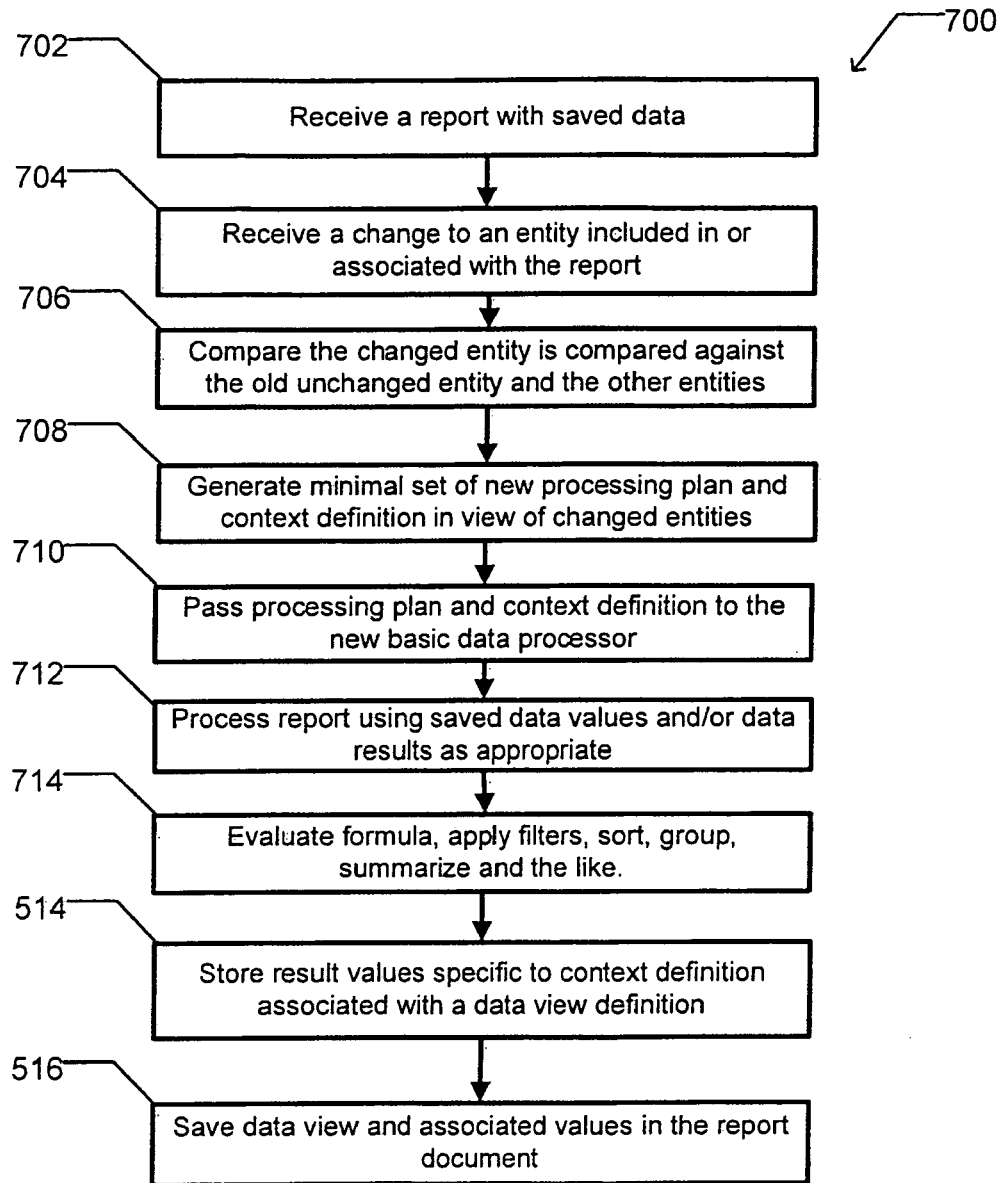 700
702
Receive a report with saved data
704
Receive a change to an entity included in or
associated with the report
706
Compare the changed entity is compared against
the old unchanged entity and the other entities
708
Generate minimal set of new processing plan and
context definition in view of changed entities
710
Pass processing plan and context definition to the
new basic data processor
712
Process report using saved data values and/or data
results as appropriate
714
Evaluate formula, apply filters, sort, group,
summarize and the like.
514
Store result values specific to context definition
associated with a data view definition
516
Save data view and associated values in the report
document